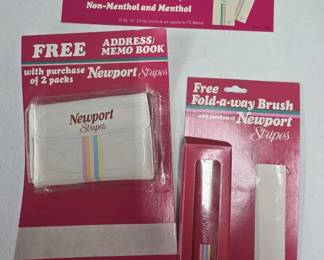 Non-Menthol and Menthol
FREE ADDRESS/
MEMO BOOK
with purchase
of 2 packs Newport Stripes
Newport
Stripes
Free
Fold-a-way Brush
with purchase of Newport
Stripes